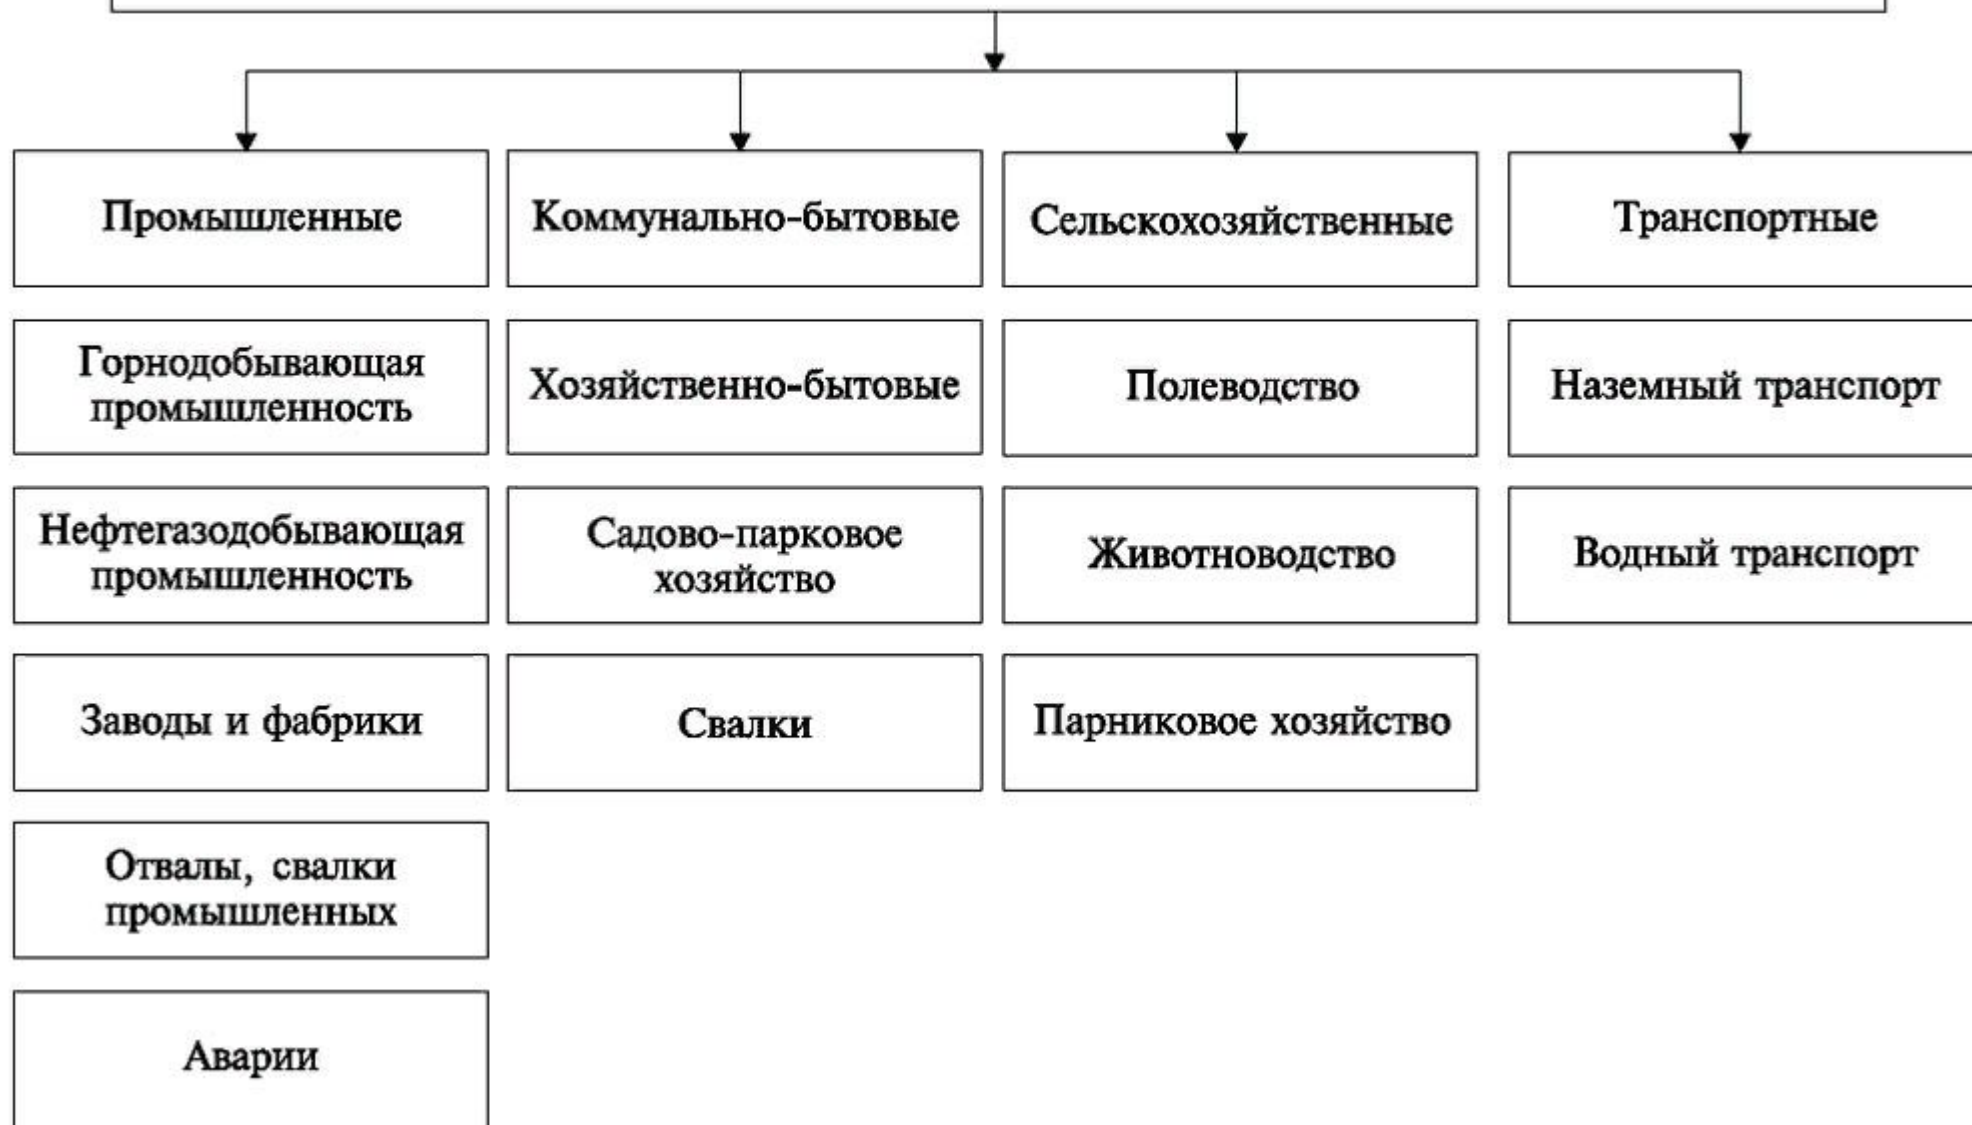 Промышленные
Коммунально-бытовые
Сельскохозяйственные
Транспортные
Горнодобывающая
промышленность
Хозяйственно-бытовые
Полеводство
Наземный транспорт
Нефтегазодобывающая
промышленность
Садово-парковое
хозяйство
Животноводство
Водный транспорт
Заводы и фабрики
Свалки
Парниковое хозяйство
Отвалы, свалки
промышленных
Аварии